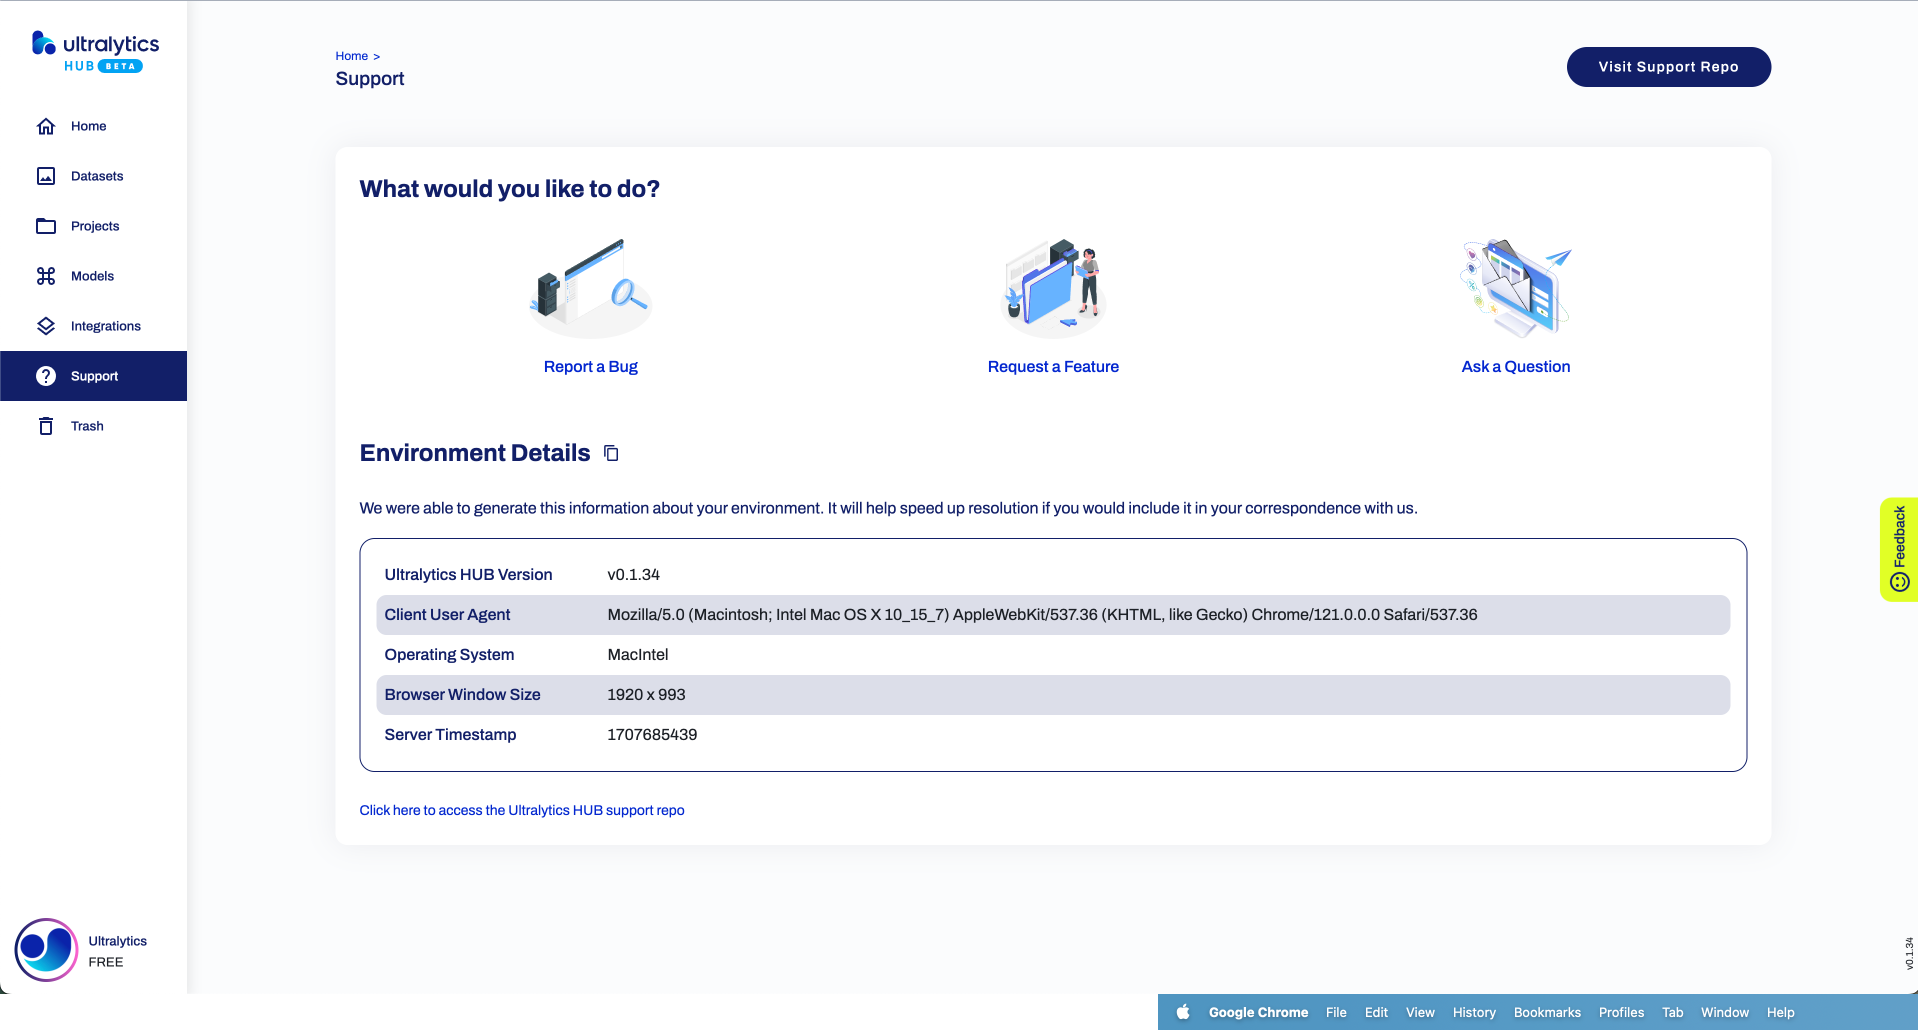 ultralytics
HUB BETA
Home
Datasets
Projects
Models
Integrations
Support
Trash
Ultralytics
FREE
Home >
Support
Visit Support Repo
What would you like to do?
Report a Bug
Request a Feature
Ask a Question
Environment Details
We were able to generate this information about your environment. It will help speed up resolution if you would include it in your correspondence with us.
Ultralytics HUB Version v0.1.34
Client User Agent Mozilla/5.0 (Macintosh; Intel Mac OS X 10_15_7) AppleWebKit/537.36 (KHTML, like Gecko) Chrome/121.0.0.0 Safari/537.36
Operating System MacIntel
Browser Window Size 1920 x 993
Server Timestamp 1707685439
Click here to access the Ultralytics HUB support repo
Feedback
v0.1.34
Google Chrome File Edit View History Bookmarks Profiles Tab Window Help